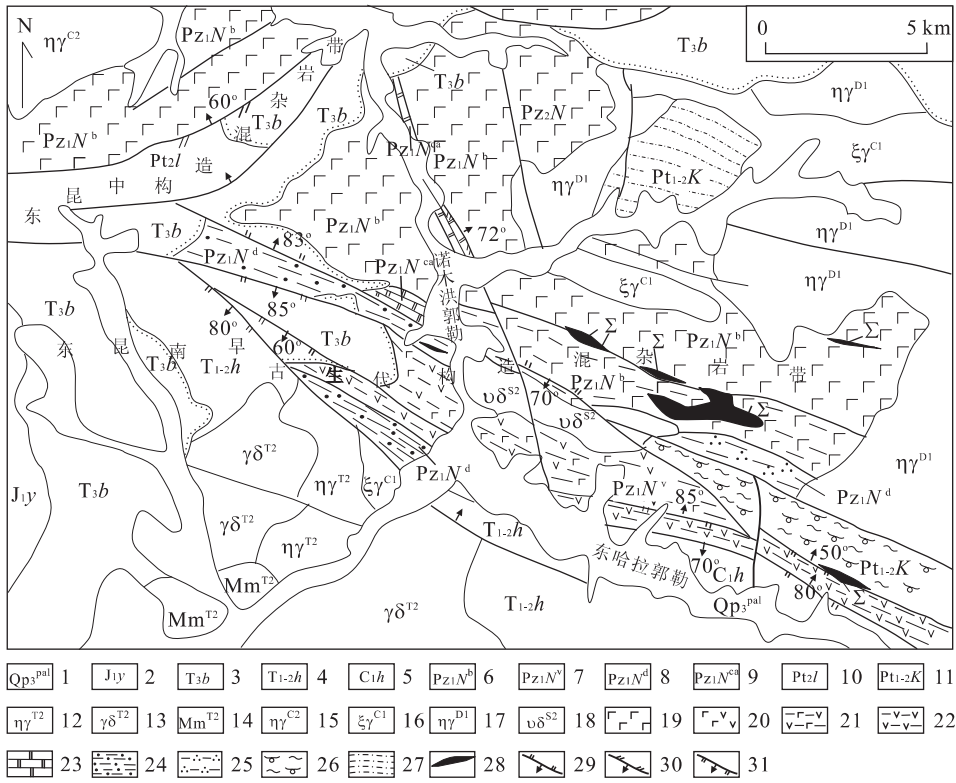 N
0 5 km
ηγC2
Pz1Nb
T3b
ηγD1
60°
Pz1Nb
T3b
T3b
Pz2N
Pz1Nca
Pz1Nb
ξγC1
Pt2l
Pt1-2K
ηγD1
东昆中构造混杂岩带
T3b
83°
Pz1Nb
72°
ηγD1
Pz1Nd
Pz1Nca
诺木洪郭勒
ξγC1
ηγD1
T3b
85°
80°
T3b
60°
Σ
Σ
Pz1Nb
Σ
东昆南早古生代构造混杂岩带
T3b
T1-2h
70°
Pz1Nb
υδS2
υδS2
Σ
γδT2
ηγT2
ξγC1
Pz1Nd
Pz1Nv
85°
Pz1Nd
ηγD1
J1y
T3b
γδT2
ηγT2
T1-2h
东哈拉郭勒
70°
C1h
50°
Pt1-2K
80°
Σ
MmT2
MmT2
γδT2
T1-2h
Qp3pal
Qp3pal 1 J1y 2 T3b 3 T1-2h 4 C1h 5 Pz1Nb 6 Pz1Nv 7 Pz1Nd 8 Pz1Nca 9 Pt2l 10 Pt1-2K 11
ηγT2 12 γδT2 13 MmT2 14 ηγC2 15 ξγC1 16 ηγD1 17 υδS2 18 19 20 21 22
23 24 25 26 27 28 29 30 31